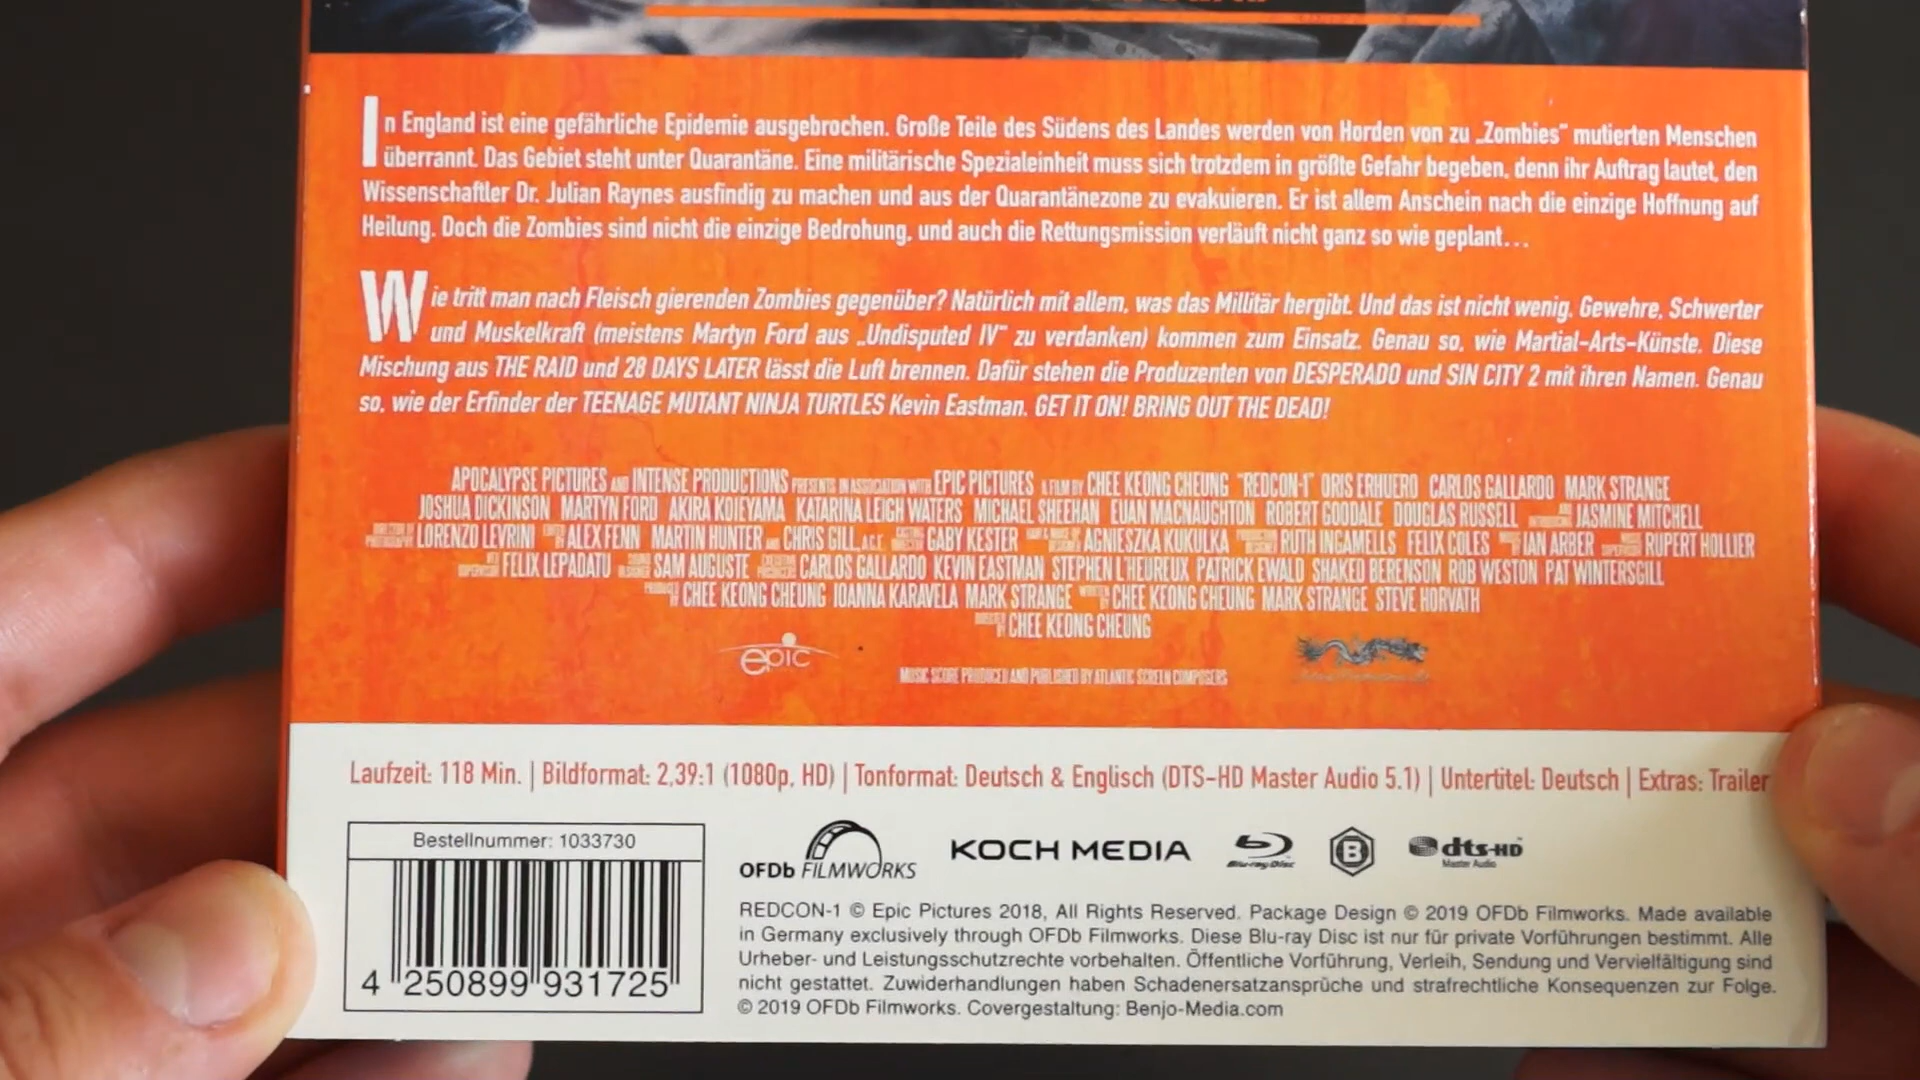 In England ist eine gefährliche Epidemie ausgebrochen. Große Teile des Südens des Landes werden von Horden von zu „Zombies" mutierten Menschen
überrannt. Das Gebiet steht unter Quarantäne. Eine militärische Spezialeinheit muss sich trotzdem in größte Gefahr begeben, denn ihr Auftrag lautet, den
Wissenschaftler Dr. Julian Raynes ausfindig zu machen und aus der Quarantänezone zu evakuieren. Er ist allem Anschein nach die einzige Hoffnung auf
Heilung. Doch die Zombies sind nicht die einzige Bedrohung, und auch die Rettungsmission verläuft nicht ganz so wie geplant...
Wie tritt man nach Fleisch gierenden Zombies gegenüber? Natürlich mit allem, was das Millitär hergibt. Und das ist nicht wenig. Gewehre, Schwerter
und Muskelkraft (meistens Martyn Ford aus „Undisputed IV" zu verdanken) kommen zum Einsatz. Genau so, wie Martial-Arts-Künste. Diese
Mischung aus THE RAID und 28 DAYS LATER lässt die Luft brennen. Dafür stehen die Produzenten von DESPERADO und SIN CITY 2 mit ihren Namen. Genau
so, wie der Erfinder der TEENAGE MUTANT NINJA TURTLES Kevin Eastman. GET IT ON! BRING OUT THE DEAD!
APOCALYPSE PICTURES AND INTENSE PRODUCTIONS PRESENTS IN ASSOCIATION WITH EPIC PICTURES A FILM BY CHEE KEONG CHEUNG "REDCON-1" ORIS ERHUERO CARLOS GALLARDO MARK STRANGE
JOSHUA DICKINSON MARTYN FORD AKIRA KOIEYAMA KATARINA LEIGH WATERS MICHAEL SHEEHAN EUAN MACNAUGHTON ROBERT GOODALE DOUGLAS RUSSELL JASMINE MITCHELL
LORENZO LEVRINI ALEX FENN MARTIN HUNTER AND CHRIS GILL A.C.E. GABY KESTER AGNIESZKA KUKULKA RUTH INGAMELLS FELIX COLES IAN ARBER RUPERT HOLLIER
FELIX LEPADATU SAM AUGUSTE CARLOS GALLARDO KEVIN EASTMAN STEPHEN L'HEUREUX PATRICK EWALD SHAKED BERENSON ROB WESTON PAT WINTERSGILL
CHEE KEONG CHEUNG IOANNA KARAVELA MARK STRANGE CHEE KEONG CHEUNG MARK STRANGE STEVE HORVATH
CHEE KEONG CHEUNG
epic
MUSIC SCORE PRODUCED AND PUBLISHED BY ATLANTIC SCREEN COMPOSERS
Laufzeit: 118 Min. | Bildformat: 2,39:1 (1080p, HD) | Tonformat: Deutsch & Englisch (DTS-HD Master Audio 5.1) | Untertitel: Deutsch | Extras: Trailer
Bestellnummer: 1033730
4 250899 931725
OFDb FILMWORKS
KOCH MEDIA
Blu-ray Disc
B
dts-HD
Master Audio
REDCON-1 © Epic Pictures 2018, All Rights Reserved. Package Design © 2019 OFDb Filmworks. Made available
in Germany exclusively through OFDb Filmworks. Diese Blu-ray Disc ist nur für private Vorführungen bestimmt. Alle
Urheber- und Leistungsschutzrechte vorbehalten. Öffentliche Vorführung, Verleih, Sendung und Vervielfältigung sind
nicht gestattet. Zuwiderhandlungen haben Schadenersatzansprüche und strafrechtliche Konsequenzen zur Folge.
© 2019 OFDb Filmworks. Covergestaltung: Benjo-Media.com